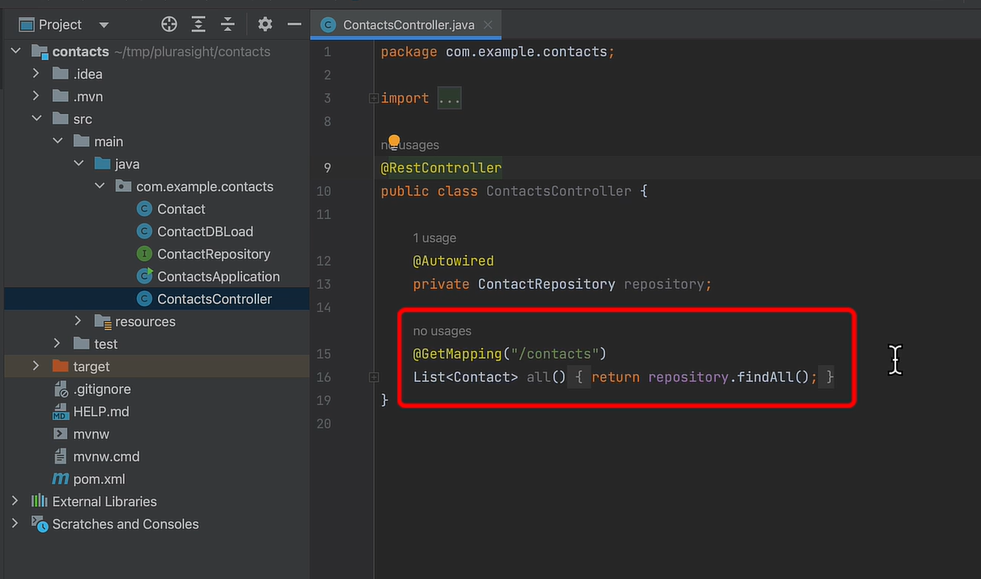 Project
ContactsController.java
contacts ~/tmp/plurasight/contacts
.idea
.mvn
src
main
java
com.example.contacts
C Contact
C ContactDBLoad
I ContactRepository
C ContactsApplication
C ContactsController
resources
test
target
.gitignore
MD HELP.md
mvnw
mvnw.cmd
m pom.xml
External Libraries
Scratches and Consoles
1 package com.example.contacts;
2
3 import ...
8
no usages
9 @RestController
10 public class ContactsController {
11
1 usage
12 @Autowired
13 private ContactRepository repository;
14
no usages
15 @GetMapping("/contacts")
16 List<Contact> all() { return repository.findAll(); }
19 }
20